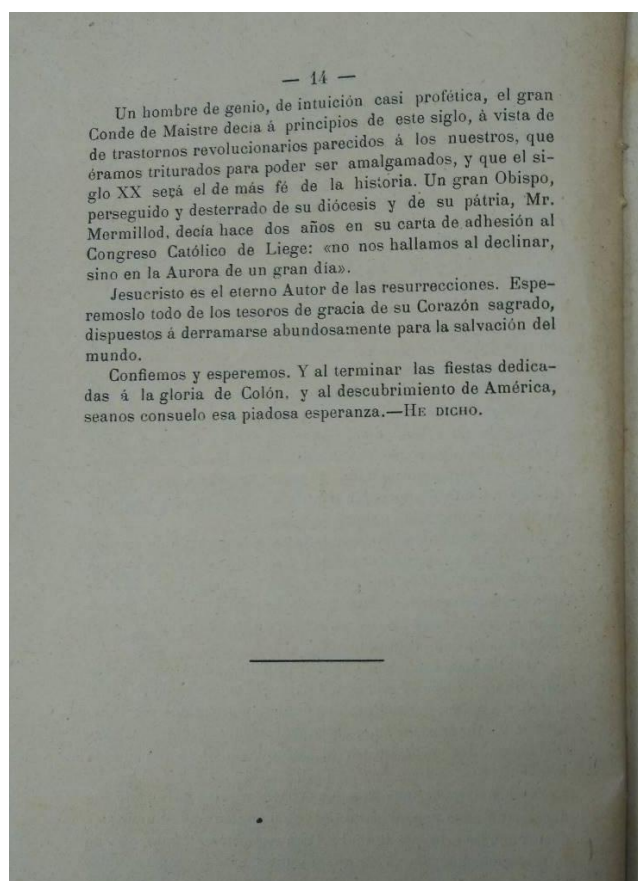 — 14 —
Un hombre de genio, de intuición casi profética, el gran
Conde de Maistre decia á principios de este siglo, á vista de
de trastornos revolucionarios parecidos á los nuestros, que
éramos triturados para poder ser amalgamados, y que el si-
glo XX será el de más fé de la historia. Un gran Obispo,
perseguido y desterrado de su diócesis y de su pátria, Mr.
Mermillod, decía hace dos años en su carta de adhesión al
Congreso Católico de Liege: «no nos hallamos al declinar,
sino en la Aurora de un gran día».
Jesucristo es el eterno Autor de las resurrecciones. Espe-
remoslo todo de los tesoros de gracia de su Corazón sagrado,
dispuestos á derramarse abundosamente para la salvación del
mundo.
Confiemos y esperemos. Y al terminar las fiestas dedica-
das á la gloria de Colón, y al descubrimiento de América,
seanos consuelo esa piadosa esperanza.—HE DICHO.